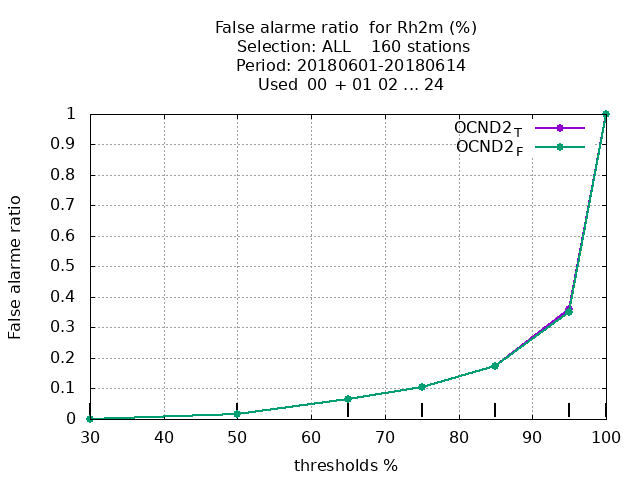 False alarme ratio  for Rh2m (%)
Selection: ALL    160 stations
Period: 20180601-20180614
Used  00 + 01 02 ... 24
OCND2T
OCND2F
1
0.9
0.8
0.7
0.6
0.5
0.4
0.3
0.2
0.1
0
False alarme ratio
30 40 50 60 70 80 90 100
thresholds %